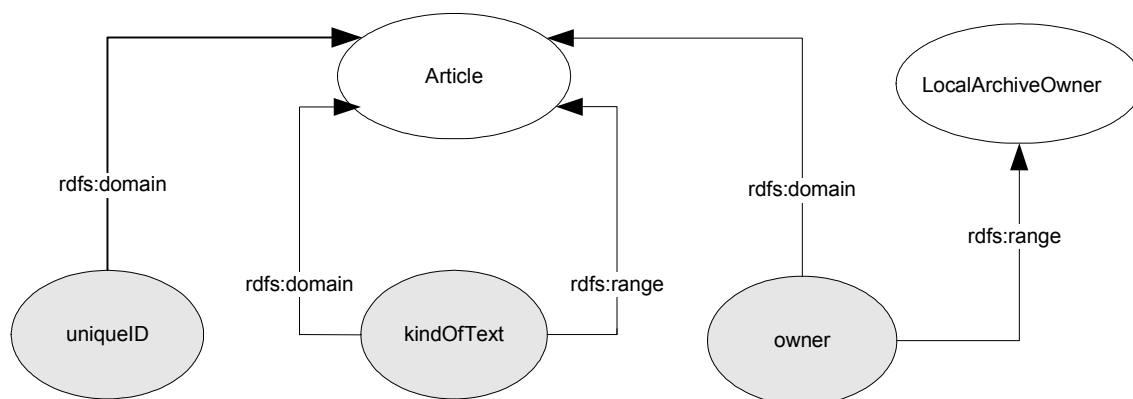 Article
LocalArchiveOwner
rdfs:domain
rdfs:domain
rdfs:range
rdfs:domain
rdfs:range
uniqueID
kindOfText
owner